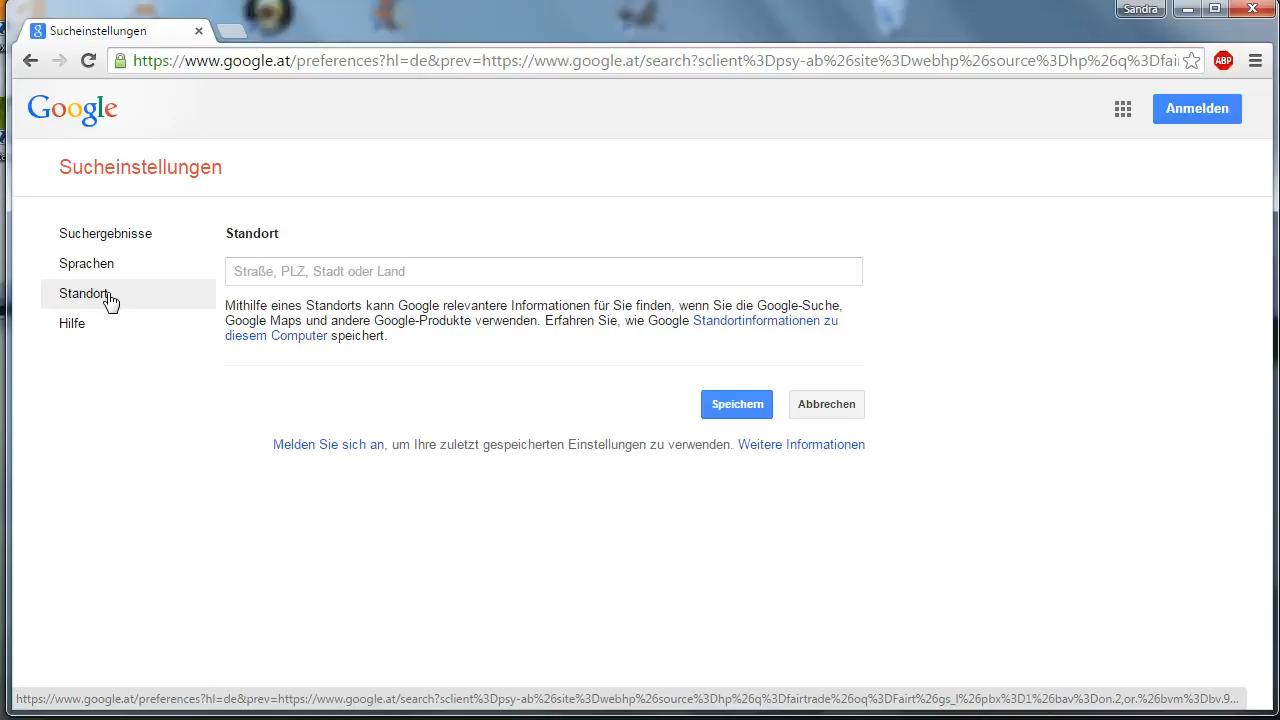 Sandra
Sucheinstellungen
https://www.google.at/preferences?hl=de&prev=https://www.google.at/search?sclient%3Dpsy-ab%26site%3Dwebhp%26source%3Dhp%26q%3Dfai
ABP
Google
Anmelden
Sucheinstellungen
Suchergebnisse
Sprachen
Standort
Hilfe
Standort
Straße, PLZ, Stadt oder Land
Mithilfe eines Standorts kann Google relevantere Informationen für Sie finden, wenn Sie die Google-Suche,
Google Maps und andere Google-Produkte verwenden. Erfahren Sie, wie Google Standortinformationen zu
diesem Computer speichert.
Speichern
Abbrechen
Melden Sie sich an, um Ihre zuletzt gespeicherten Einstellungen zu verwenden. Weitere Informationen
https://www.google.at/preferences?hl=de&prev=https://www.google.at/search?sclient%3Dpsy-ab%26site%3Dwebhp%26source%3Dhp%26q%3Dfairtrade%26oq%3DFairt%26gs_l%26pbx%3D1%26bav%3Don.2,or.%26bvm%3Dbv.9...